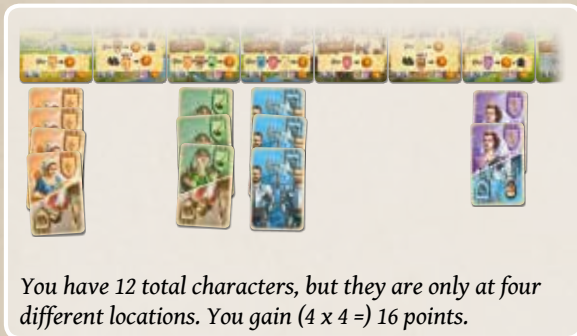 You have 12 total characters, but they are only at four
different locations. You gain (4 x 4 =) 16 points.